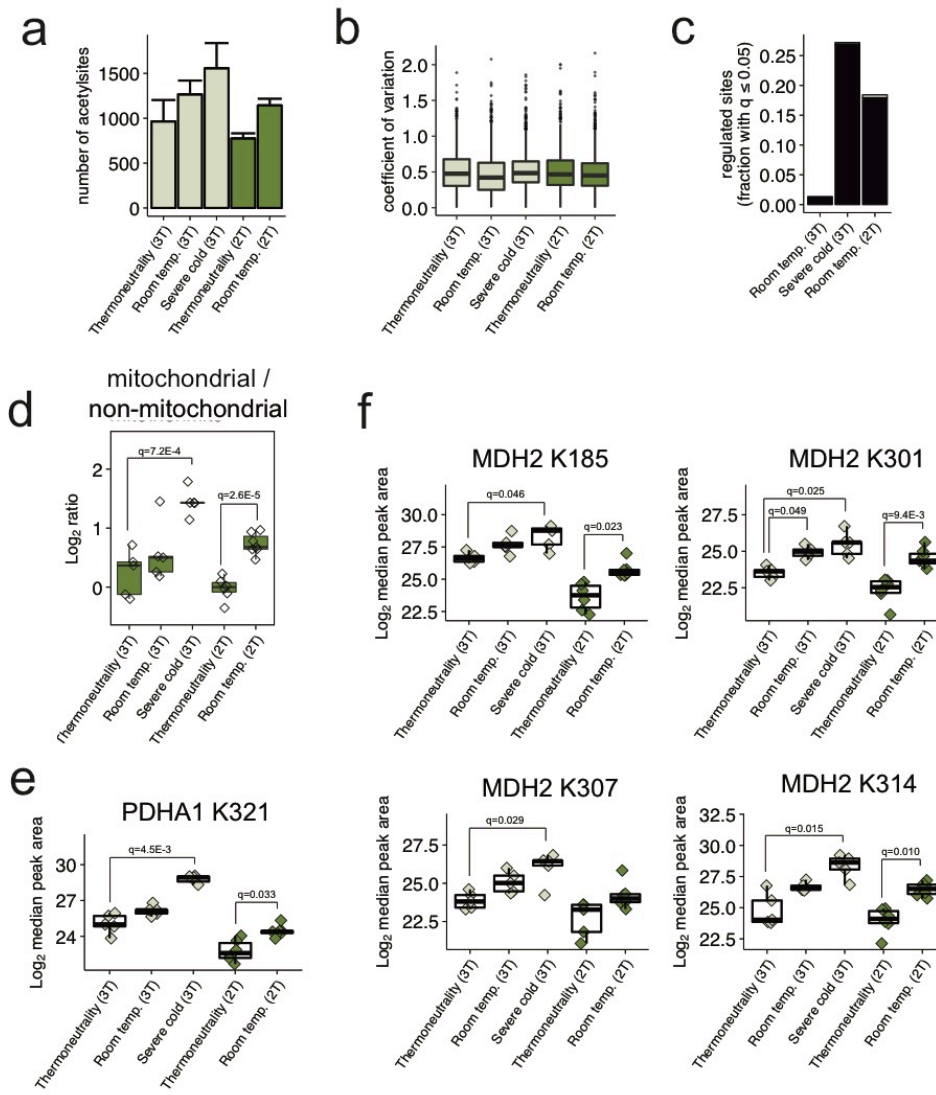 a
number of acetylsites
1500
1000
500
0
Thermoneutrality (3T)
Room temp. (3T)
Severe cold (3T)
Thermoneutrality (2T)
Room temp. (2T)
b
coefficient of variation
2.0
1.5
1.0
0.5
0.0
Thermoneutrality (3T)
Room temp. (3T)
Severe cold (3T)
Thermoneutrality (2T)
Room temp. (2T)
c
regulated sites
(fraction with q ≤ 0.05)
0.25
0.20
0.15
0.10
0.05
0.00
Room temp. (3T)
Severe cold (3T)
Room temp. (2T)
d
mitochondrial /
non-mitochondrial
Log₂ ratio
2
1
0
q=7.2E-4
q=2.6E-5
Thermoneutrality (3T)
Room temp. (3T)
Severe cold (3T)
Thermoneutrality (2T)
Room temp. (2T)
e
PDHA1 K321
Log₂ median peak area
30
27
24
q=4.5E-3
q=0.033
Thermoneutrality (3T)
Room temp. (3T)
Severe cold (3T)
Thermoneutrality (2T)
Room temp. (2T)
f
MDH2 K185
Log₂ median peak area
30.0
27.5
25.0
22.5
q=0.046
q=0.023
Thermoneutrality (3T)
Room temp. (3T)
Severe cold (3T)
Thermoneutrality (2T)
Room temp. (2T)
MDH2 K301
Log₂ median peak area
27.5
25.0
22.5
q=0.025
q=0.049
q=9.4E-3
Thermoneutrality (3T)
Room temp. (3T)
Severe cold (3T)
Thermoneutrality (2T)
Room temp. (2T)
MDH2 K307
Log₂ median peak area
27.5
25.0
22.5
q=0.029
Thermoneutrality (3T)
Room temp. (3T)
Severe cold (3T)
Thermoneutrality (2T)
Room temp. (2T)
MDH2 K314
Log₂ median peak area
32.5
30.0
27.5
25.0
22.5
q=0.015
q=0.010
Thermoneutrality (3T)
Room temp. (3T)
Severe cold (3T)
Thermoneutrality (2T)
Room temp. (2T)